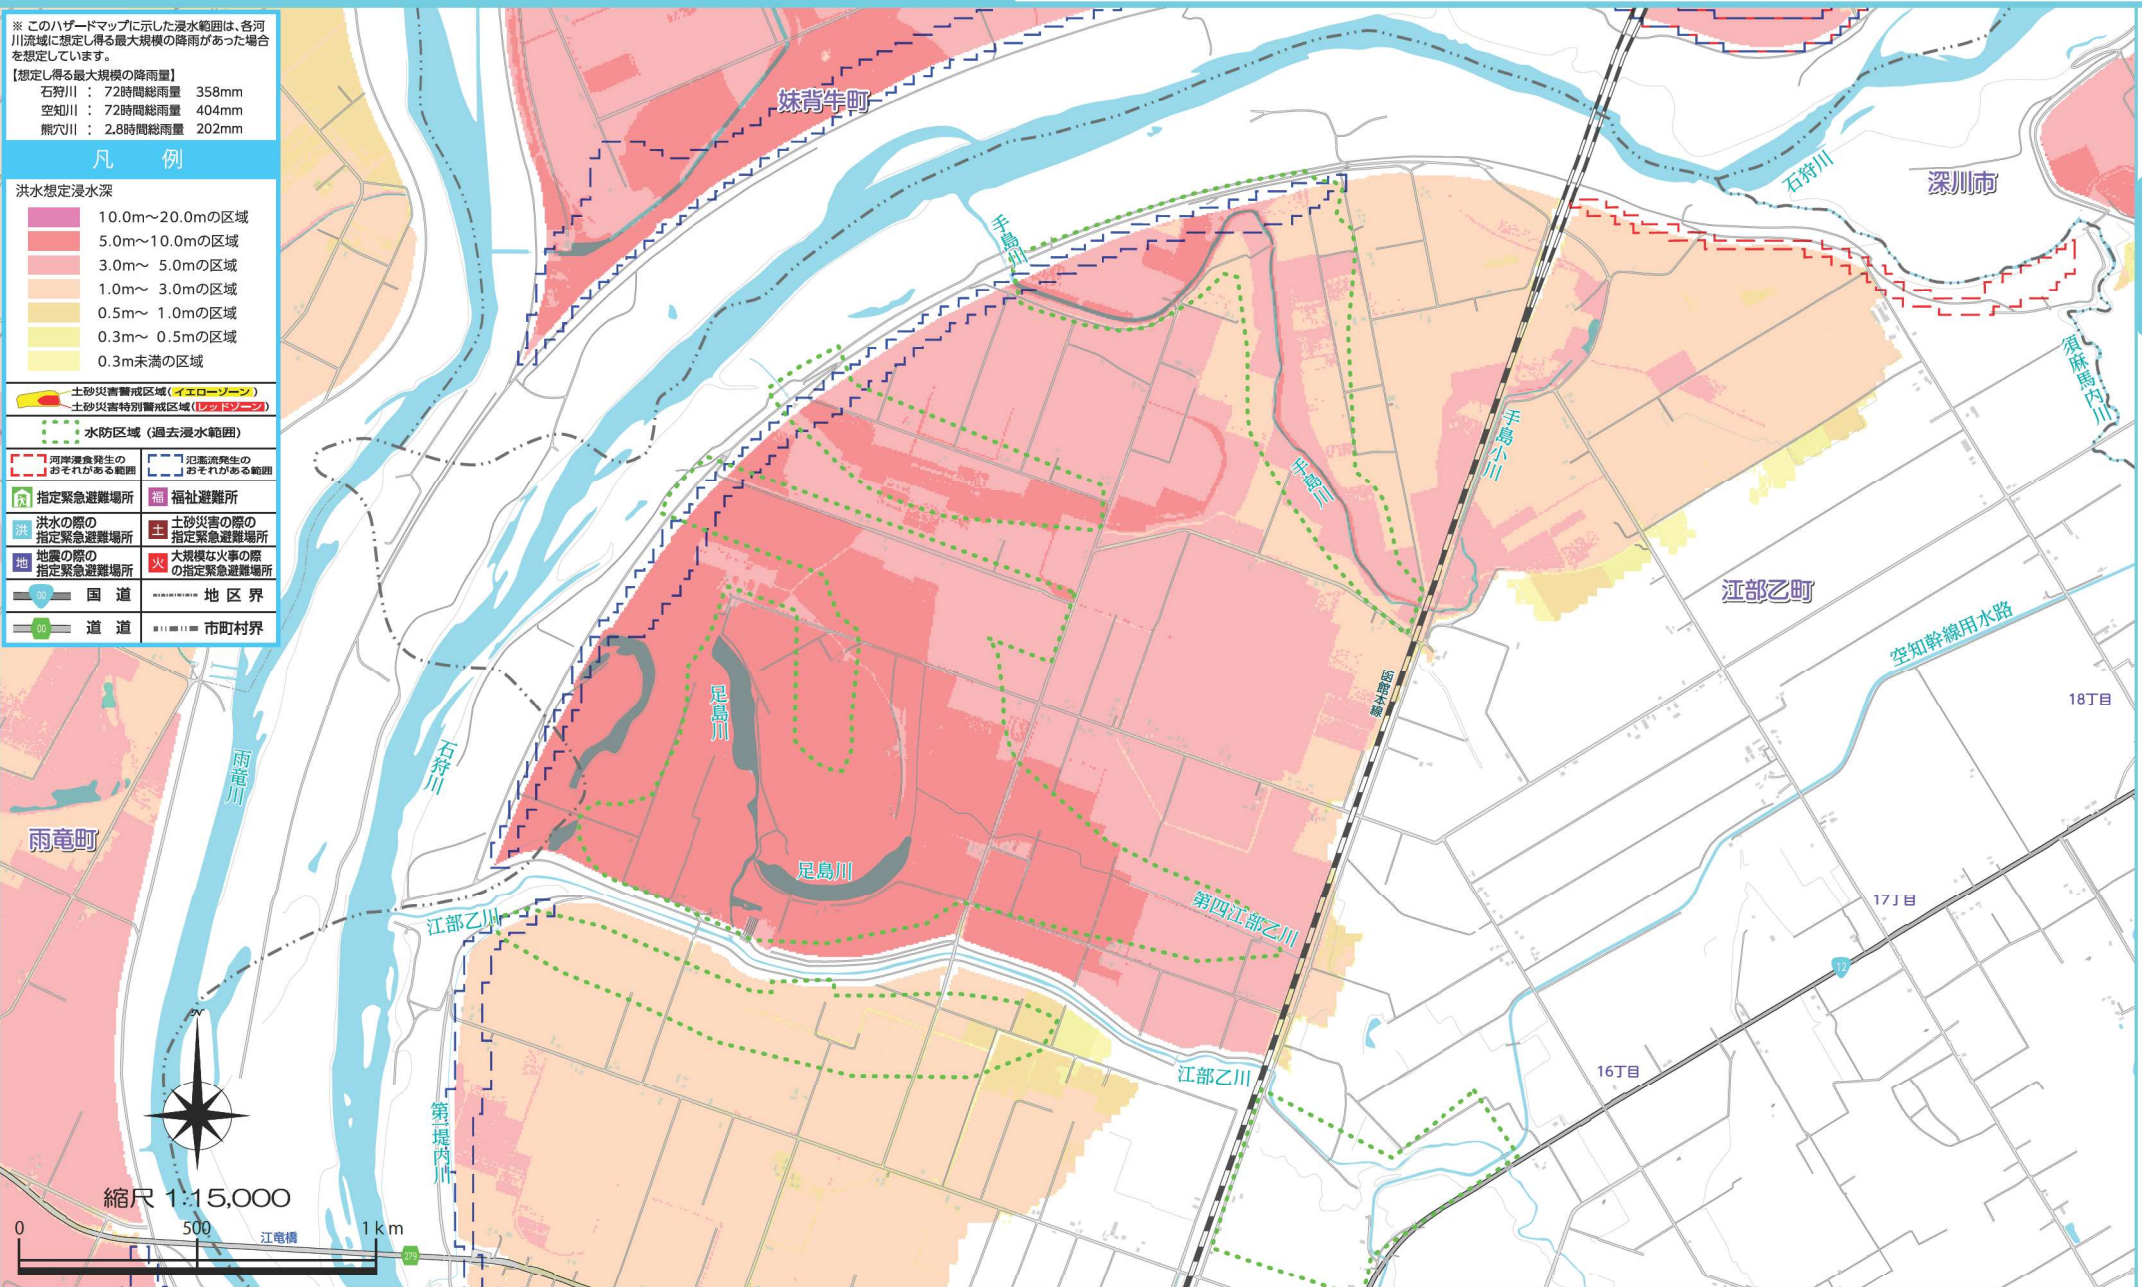 ※ このハザードマップに示した浸水範囲は、各河
川流域に想定し得る最大規模の降雨があった場合
を想定しています。
【想定し得る最大規模の降雨量】
石狩川 ： 72時間総雨量 358mm
空知川 ： 72時間総雨量 404mm
熊穴川 ： 2.8時間総雨量 202mm
凡 例
洪水想定浸水深
10.0m～20.0mの区域
5.0m～10.0mの区域
3.0m～ 5.0mの区域
1.0m～ 3.0mの区域
0.5m～ 1.0mの区域
0.3m～ 0.5mの区域
0.3m未満の区域
土砂災害警戒区域(イエローゾーン)
土砂災害特別警戒区域(レッドゾーン)
水防区域 (過去浸水範囲)
河岸浸食発生の
おそれがある範囲
氾濫流発生の
おそれがある範囲
指定緊急避難場所
福 福祉避難所
洪 洪水の際の
指定緊急避難場所
土 土砂災害の際の
指定緊急避難場所
地 地震の際の
指定緊急避難場所
火 大規模な火事の際
の指定緊急避難場所
00 国 道
地 区 界
00 道 道
市町村界
妹背牛町
石狩川
深川市
手島川
須麻馬内川
手島小川
手島川
江部乙町
空知幹線用水路
函館本線
18丁目
足島川
石狩川
雨竜川
雨竜町
足島川
17丁目
第四江部乙川
江部乙川
12
N
江部乙川
16丁目
第一堤内川
縮尺 1:15,000
0 500 1km
江竜橋
279